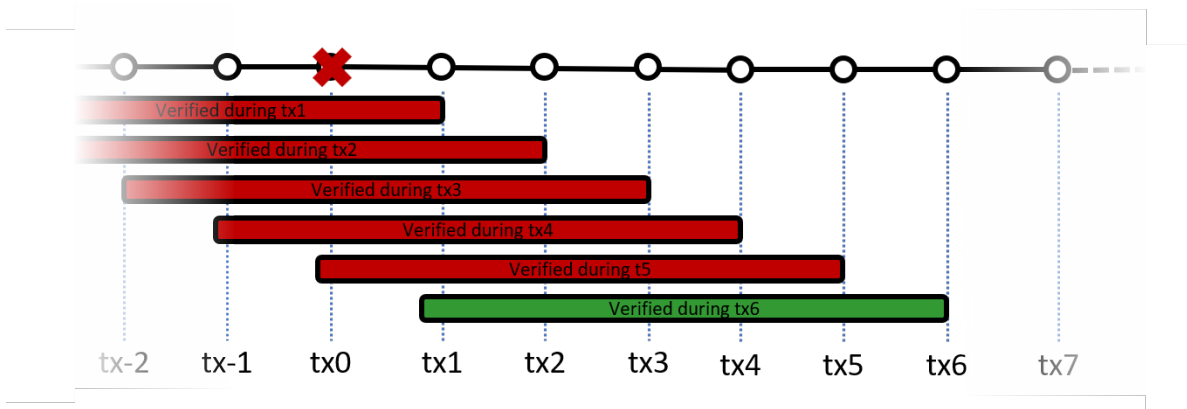 Verified during tx1
Verified during tx2
Verified during tx3
Verified during tx4
Verified during t5
Verified during tx6
tx-2 tx-1 tx0 tx1 tx2 tx3 tx4 tx5 tx6 tx7